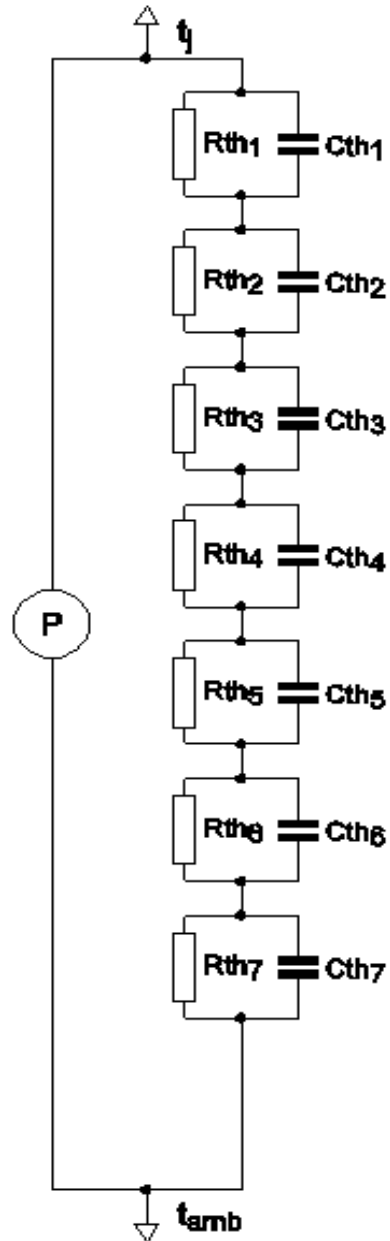 tj
Rth1 Cth1
Rth2 Cth2
Rth3 Cth3
Rth4 Cth4
P
Rth5 Cth5
Rth6 Cth6
Rth7 Cth7
tamb